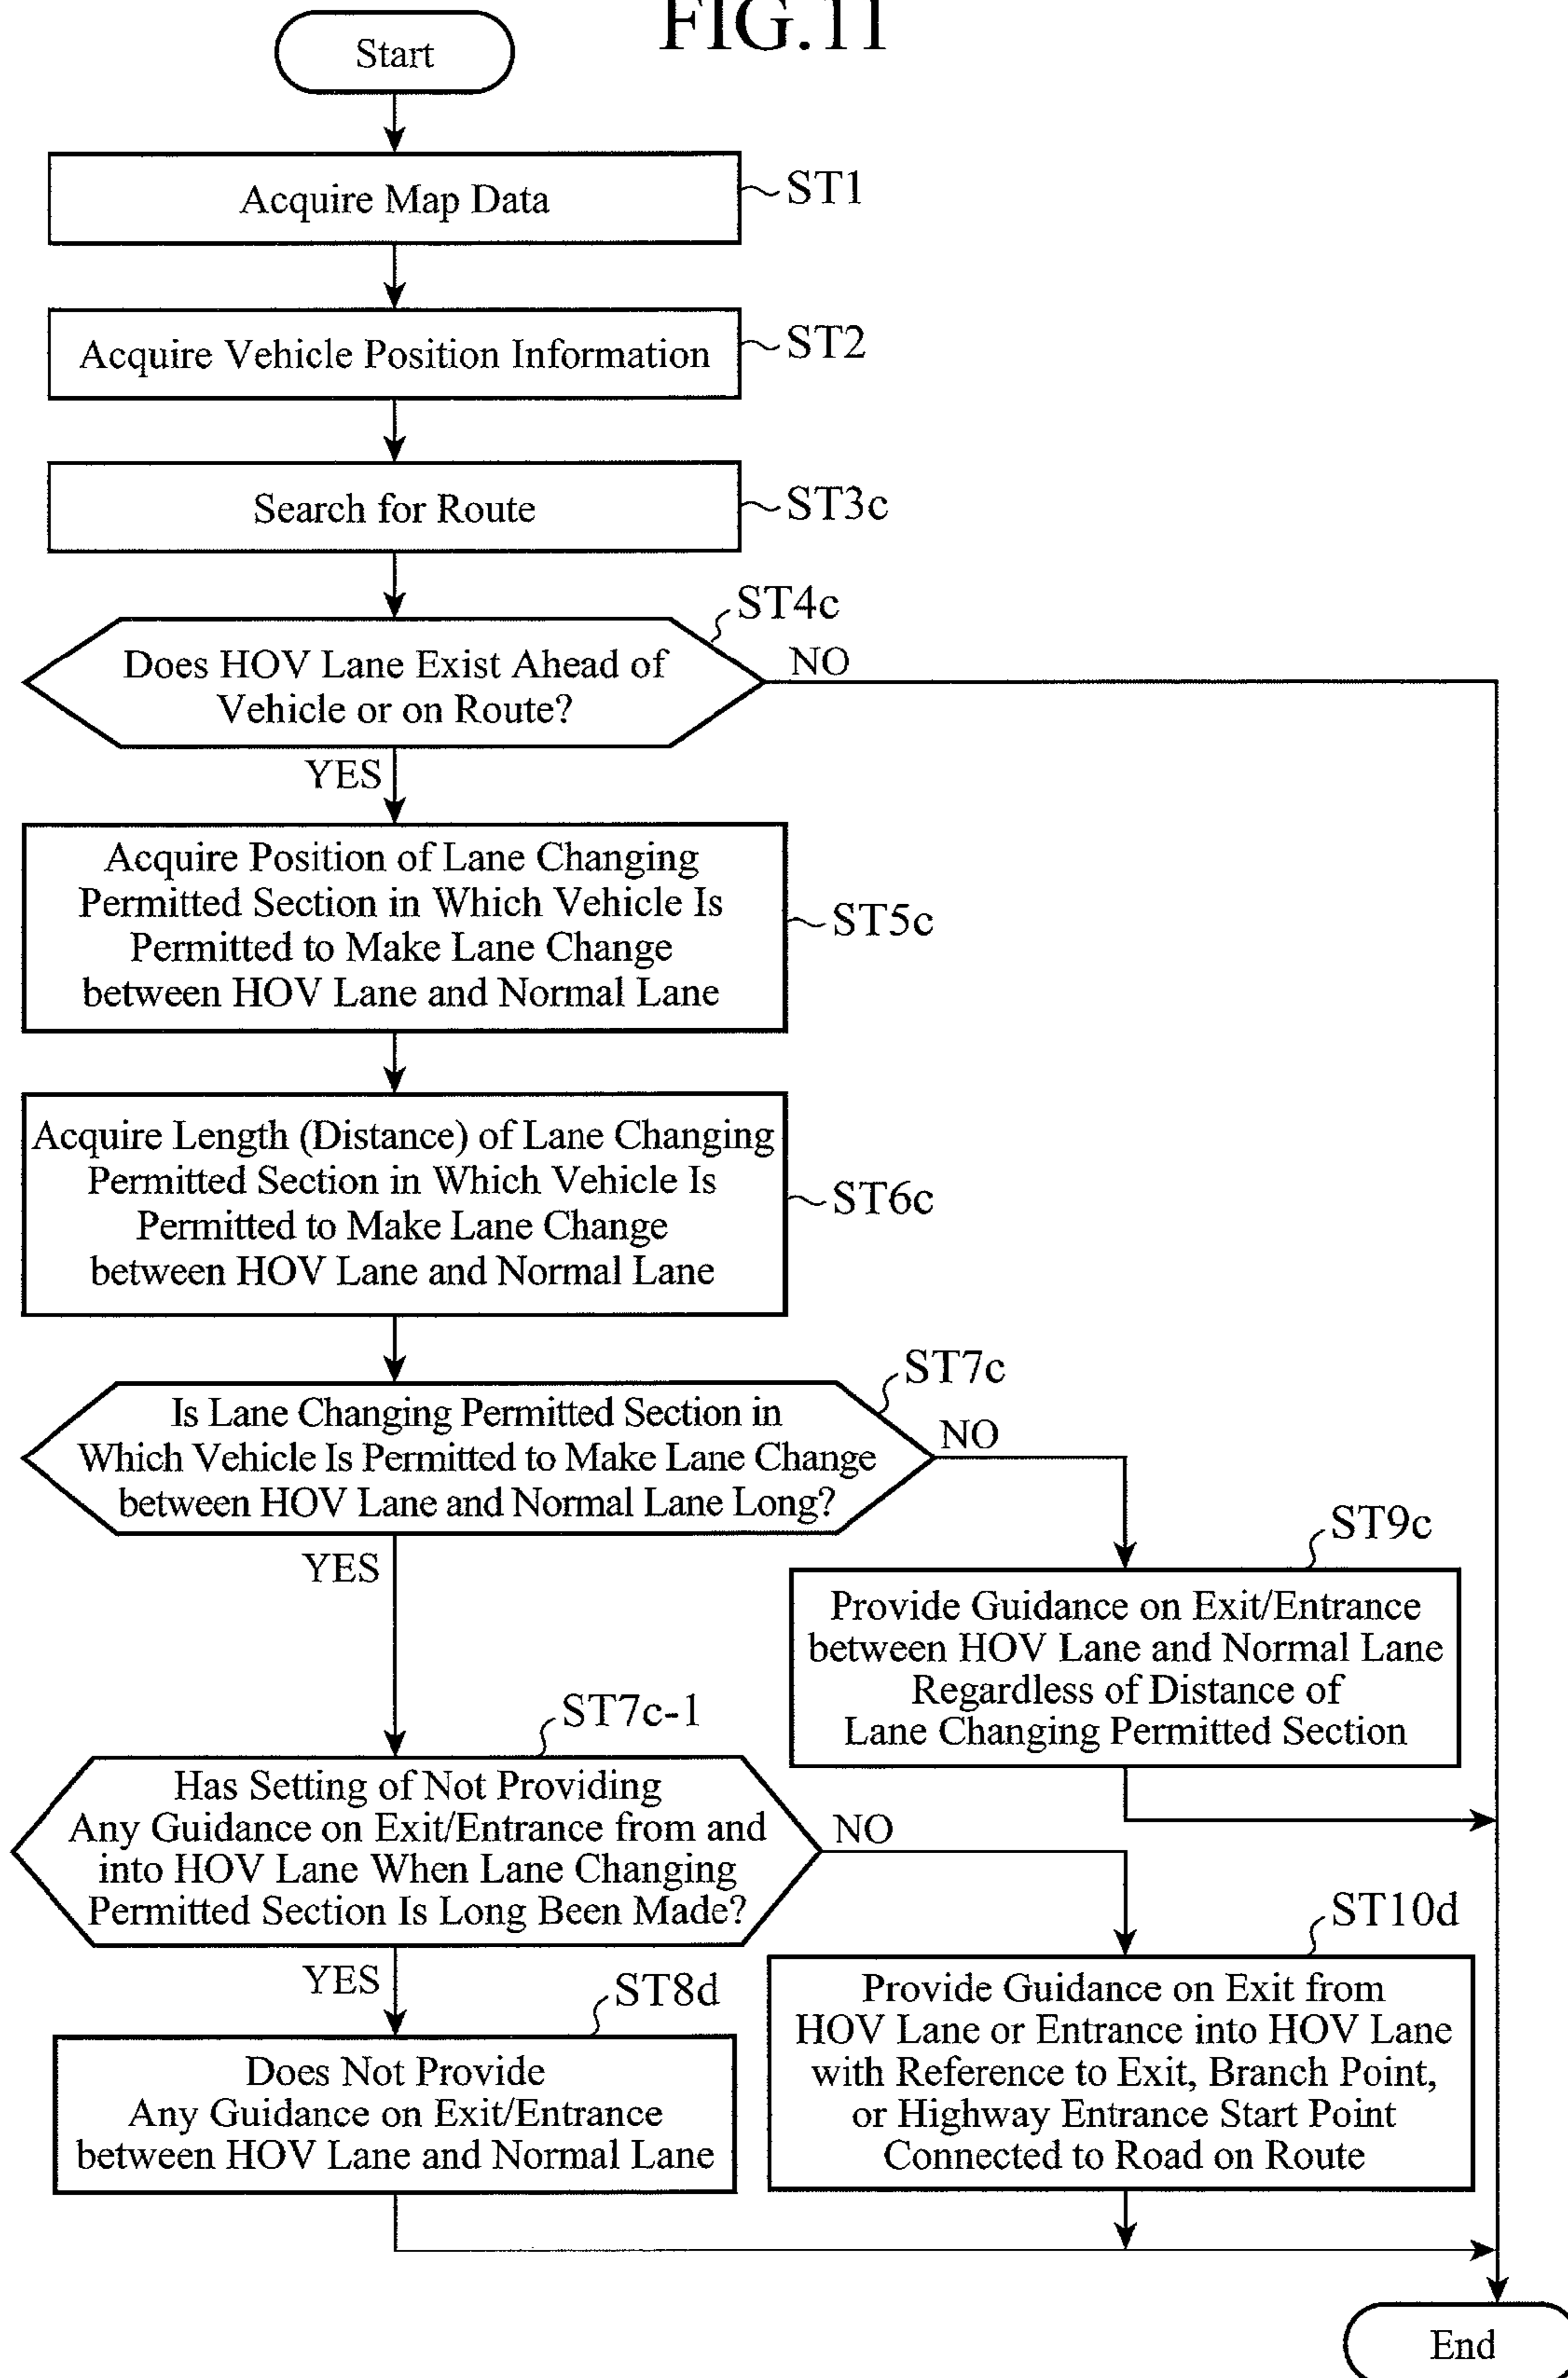 FIG.11
Start
Acquire Map Data
ST1
Acquire Vehicle Position Information
ST2
Search for Route
ST3c
ST4c
Does HOV Lane Exist Ahead of
Vehicle or on Route?
NO
YES
Acquire Position of Lane Changing
Permitted Section in Which Vehicle Is
Permitted to Make Lane Change
between HOV Lane and Normal Lane
ST5c
Acquire Length (Distance) of Lane Changing
Permitted Section in Which Vehicle Is
Permitted to Make Lane Change
between HOV Lane and Normal Lane
ST6c
ST7c
Is Lane Changing Permitted Section in
Which Vehicle Is Permitted to Make Lane Change
between HOV Lane and Normal Lane Long?
NO
YES
ST9c
Provide Guidance on Exit/Entrance
between HOV Lane and Normal Lane
Regardless of Distance of
Lane Changing Permitted Section
ST7c-1
Has Setting of Not Providing
Any Guidance on Exit/Entrance from and
into HOV Lane When Lane Changing
Permitted Section Is Long Been Made?
NO
YES
ST10d
Provide Guidance on Exit from
HOV Lane or Entrance into HOV Lane
with Reference to Exit, Branch Point,
or Highway Entrance Start Point
Connected to Road on Route
ST8d
Does Not Provide
Any Guidance on Exit/Entrance
between HOV Lane and Normal Lane
End